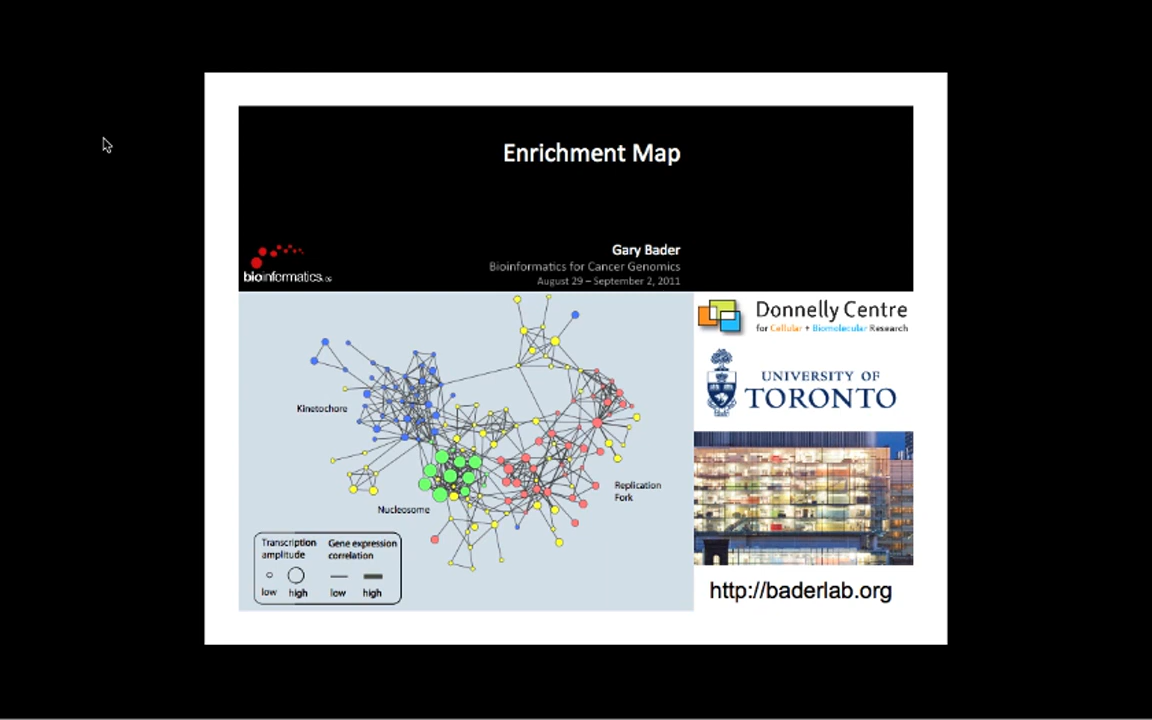 Enrichment Map
Gary Bader
Bioinformatics for Cancer Genomics
August 29 – September 2, 2011
bioinformatics.ca
Donnelly Centre
for Cellular + Biomolecular Research
UNIVERSITY OF
TORONTO
Kinetochore
Replication
Fork
Nucleosome
Transcription
amplitude
Gene expression
correlation
low
high
low
high
http://baderlab.org